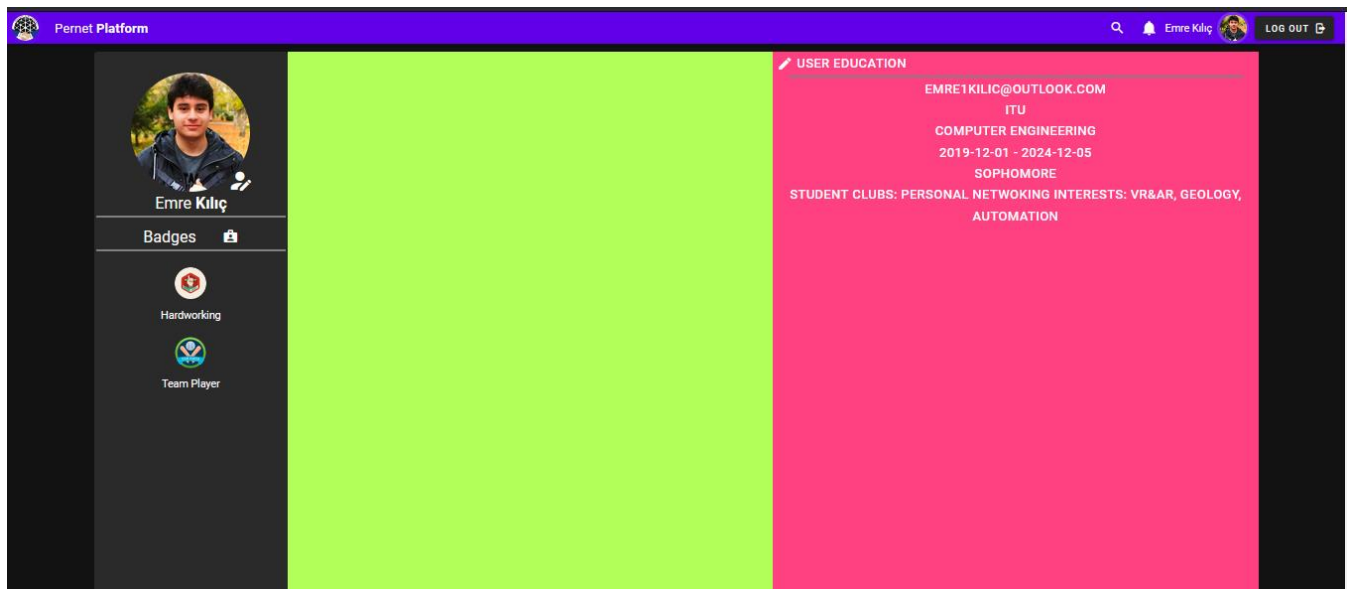 Pernet Platform
Emre Kılıç
LOG OUT
Emre Kılıç
Badges
Hardworking
Team Player
USER EDUCATION
EMRE1KILIC@OUTLOOK.COM
ITU
COMPUTER ENGINEERING
2019-12-01 - 2024-12-05
SOPHOMORE
STUDENT CLUBS: PERSONAL NETWOKING INTERESTS: VR&AR, GEOLOGY,
AUTOMATION